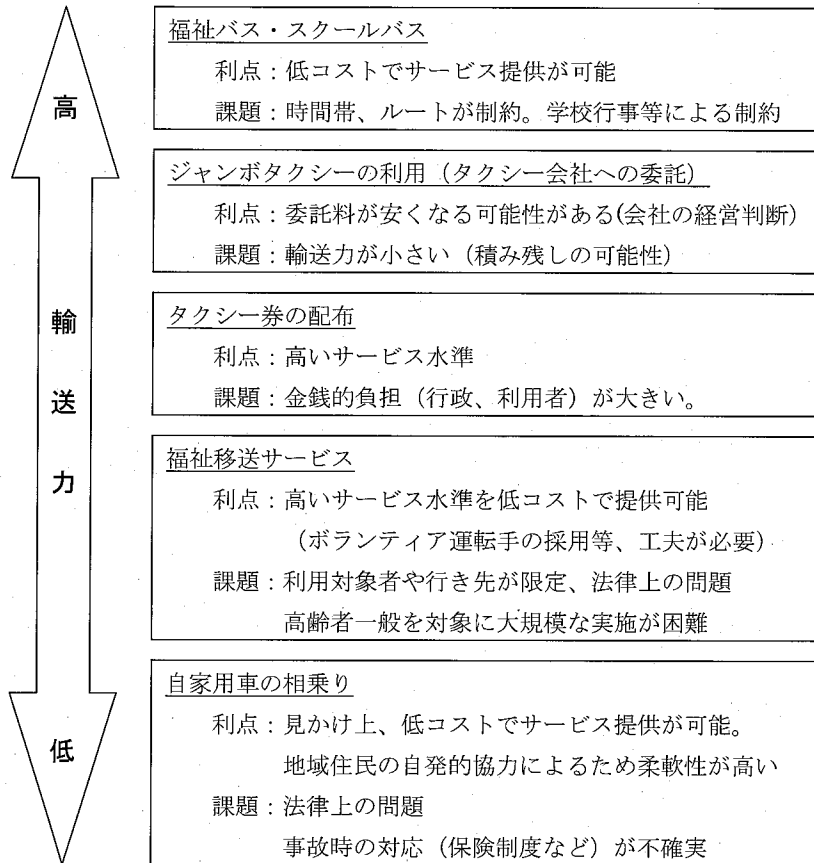 高
輸
送
力
低
福祉バス・スクールバス
利点：低コストでサービス提供が可能
課題：時間帯、ルートが制約。学校行事等による制約
ジャンボタクシーの利用（タクシー会社への委託）
利点：委託料が安くなる可能性がある(会社の経営判断）
課題：輸送力が小さい（積み残しの可能性）
タクシー券の配布
利点：高いサービス水準
課題：金銭的負担（行政、利用者）が大きい。
福祉移送サービス
利点：高いサービス水準を低コストで提供可能
（ボランティア運転手の採用等、工夫が必要）
課題：利用対象者や行き先が限定、法律上の問題
高齢者一般を対象に大規模な実施が困難
自家用車の相乗り
利点：見かけ上、低コストでサービス提供が可能。
地域住民の自発的協力によるため柔軟性が高い
課題：法律上の問題
事故時の対応（保険制度など）が不確実